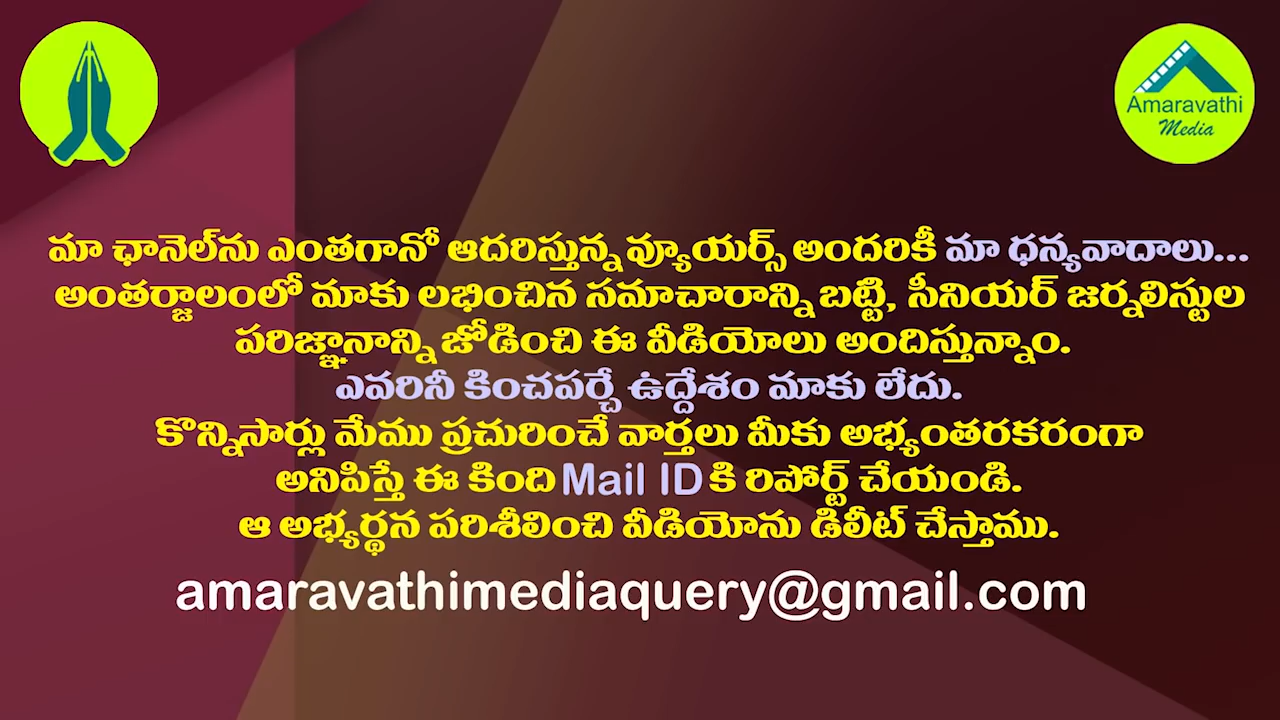 Amaravathi
Media
మా ఛానెల్‌ను ఎంతగానో ఆదరిస్తున్న వ్యూయర్స్ అందరికీ మా ధన్యవాదాలు...
అంతర్జాలంలో మాకు లభించిన సమాచారాన్ని బట్టి, సీనియర్ జర్నలిస్టుల
పరిజ్ఞానాన్ని జోడించి ఈ వీడియోలు అందిస్తున్నాం.
ఎవరినీ కించపర్చే ఉద్దేశం మాకు లేదు.
కొన్నిసార్లు మేము ప్రచురించే వార్తలు మీకు అభ్యంతరకరంగా
అనిపిస్తే ఈ కింది Mail ID కి రిపోర్ట్ చేయండి.
ఆ అభ్యర్థన పరిశీలించి వీడియోను డిలీట్ చేస్తాము.
amaravathimediaquery@gmail.com